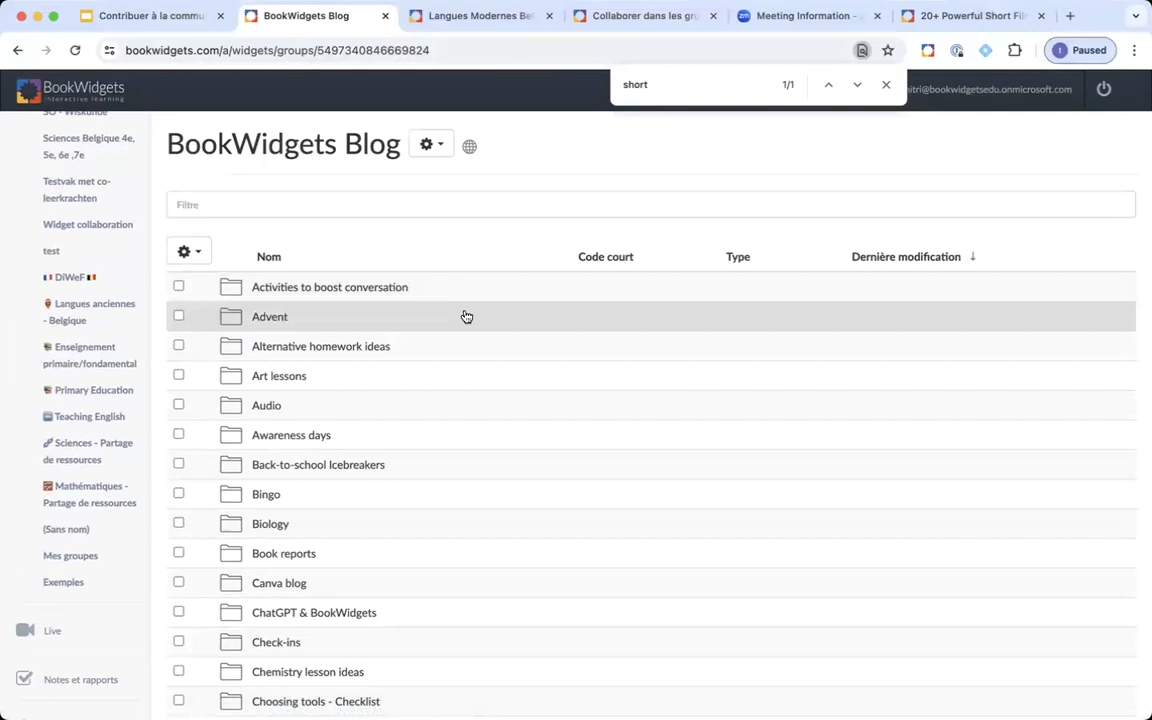 Contribuer à la commu
BookWidgets Blog
Langues Modernes Be
Collaborer dans les gr
Meeting Information -
20+ Powerful Short Fil
bookwidgets.com/a/widgets/groups/5497340846669824
Paused
short
1/1
BookWidgets
interactive learning
itri@bookwidgetsedu.onmicrosoft.com
SO - Wiskunde
Sciences Belgique 4e,
5e, 6e ,7e
Testvak met co-
leerkrachten
Widget collaboration
test
DiWeF
Langues anciennes
- Belgique
Enseignement
primaire/fondamental
Primary Education
Teaching English
Sciences - Partage
de ressources
Mathématiques -
Partage de ressources
(Sans nom)
Mes groupes
Exemples
Live
Notes et rapports
BookWidgets Blog
Filtre
Nom
Code court
Type
Dernière modification
Activities to boost conversation
Advent
Alternative homework ideas
Art lessons
Audio
Awareness days
Back-to-school Icebreakers
Bingo
Biology
Book reports
Canva blog
ChatGPT & BookWidgets
Check-ins
Chemistry lesson ideas
Choosing tools - Checklist